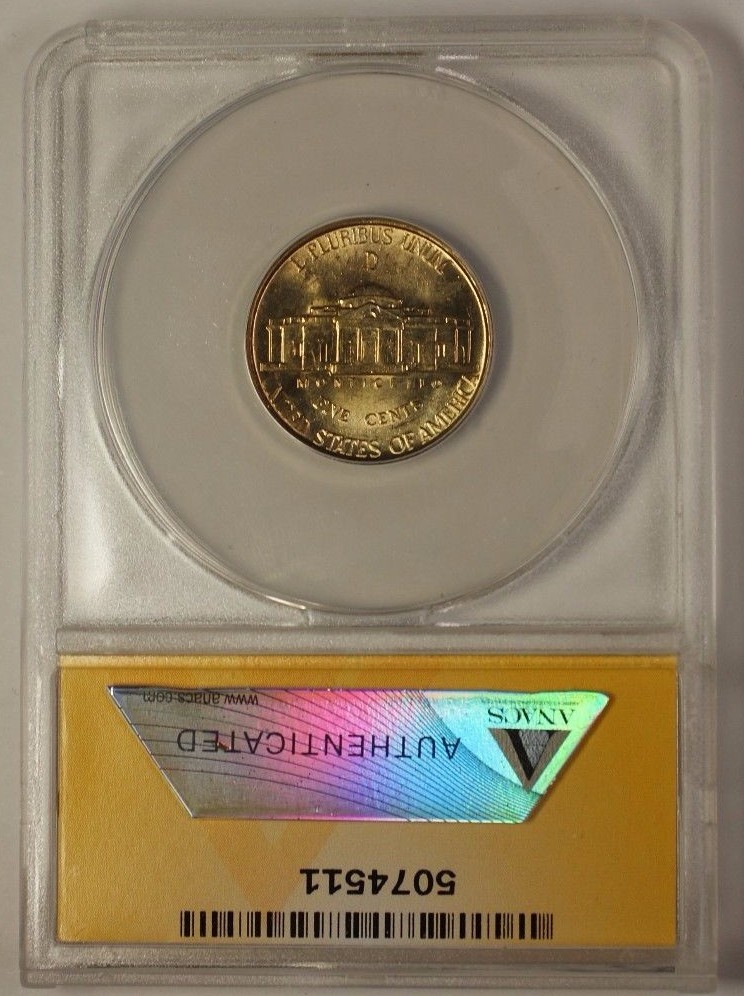 E PLURIBUS UNUM
D
MONTICELLO
FIVE CENTS
UNITED STATES OF AMERICA
www.anacs.com
ANACS
AUTHENTICATED
5074511